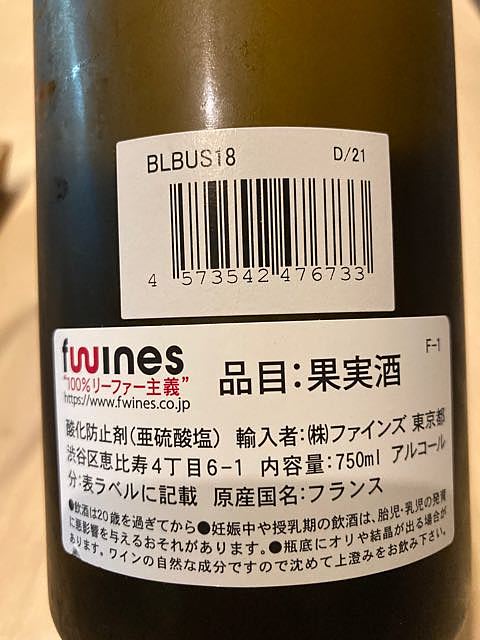 BLBUS18 D/21
4 573542 476733
fwines
"100%リーファー主義"
https://www.fwines.co.jp
品目：果実酒
F-1
酸化防止剤(亜硫酸塩) 輸入者：㈱ファインズ 東京都
渋谷区恵比寿4丁目6-1 内容量：750ml アルコール
分：表ラベルに記載 原産国名：フランス
●飲酒は20歳を過ぎてから●妊娠中や授乳期の飲酒は、胎児・乳児の発育
に悪影響を与えるおそれがあります。●瓶底にオリや結晶が出る場合が
あります。ワインの自然な成分ですので沈めて上澄みをお飲み下さい。